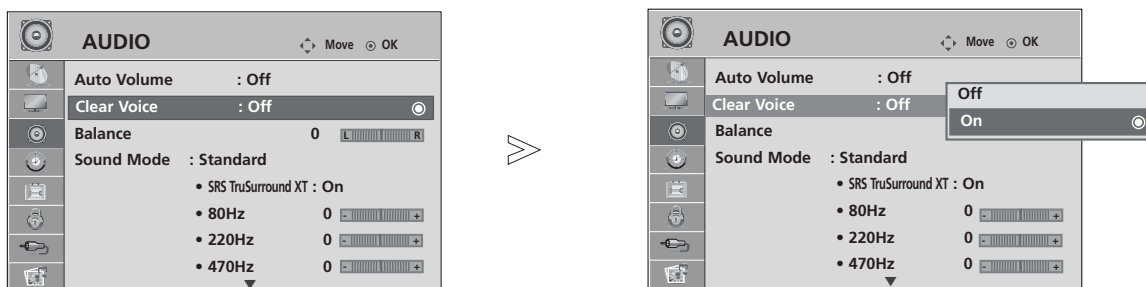 AUDIO Move OK
Auto Volume : Off
Clear Voice : Off
Balance 0 L R
Sound Mode : Standard
• SRS TruSurround XT : On
• 80Hz 0 - +
• 220Hz 0 - +
• 470Hz 0 - +
AUDIO Move OK
Auto Volume : Off
Clear Voice : Off
Off
On
Balance
Sound Mode : Standard
• SRS TruSurround XT : On
• 80Hz 0 - +
• 220Hz 0 - +
• 470Hz 0 - +